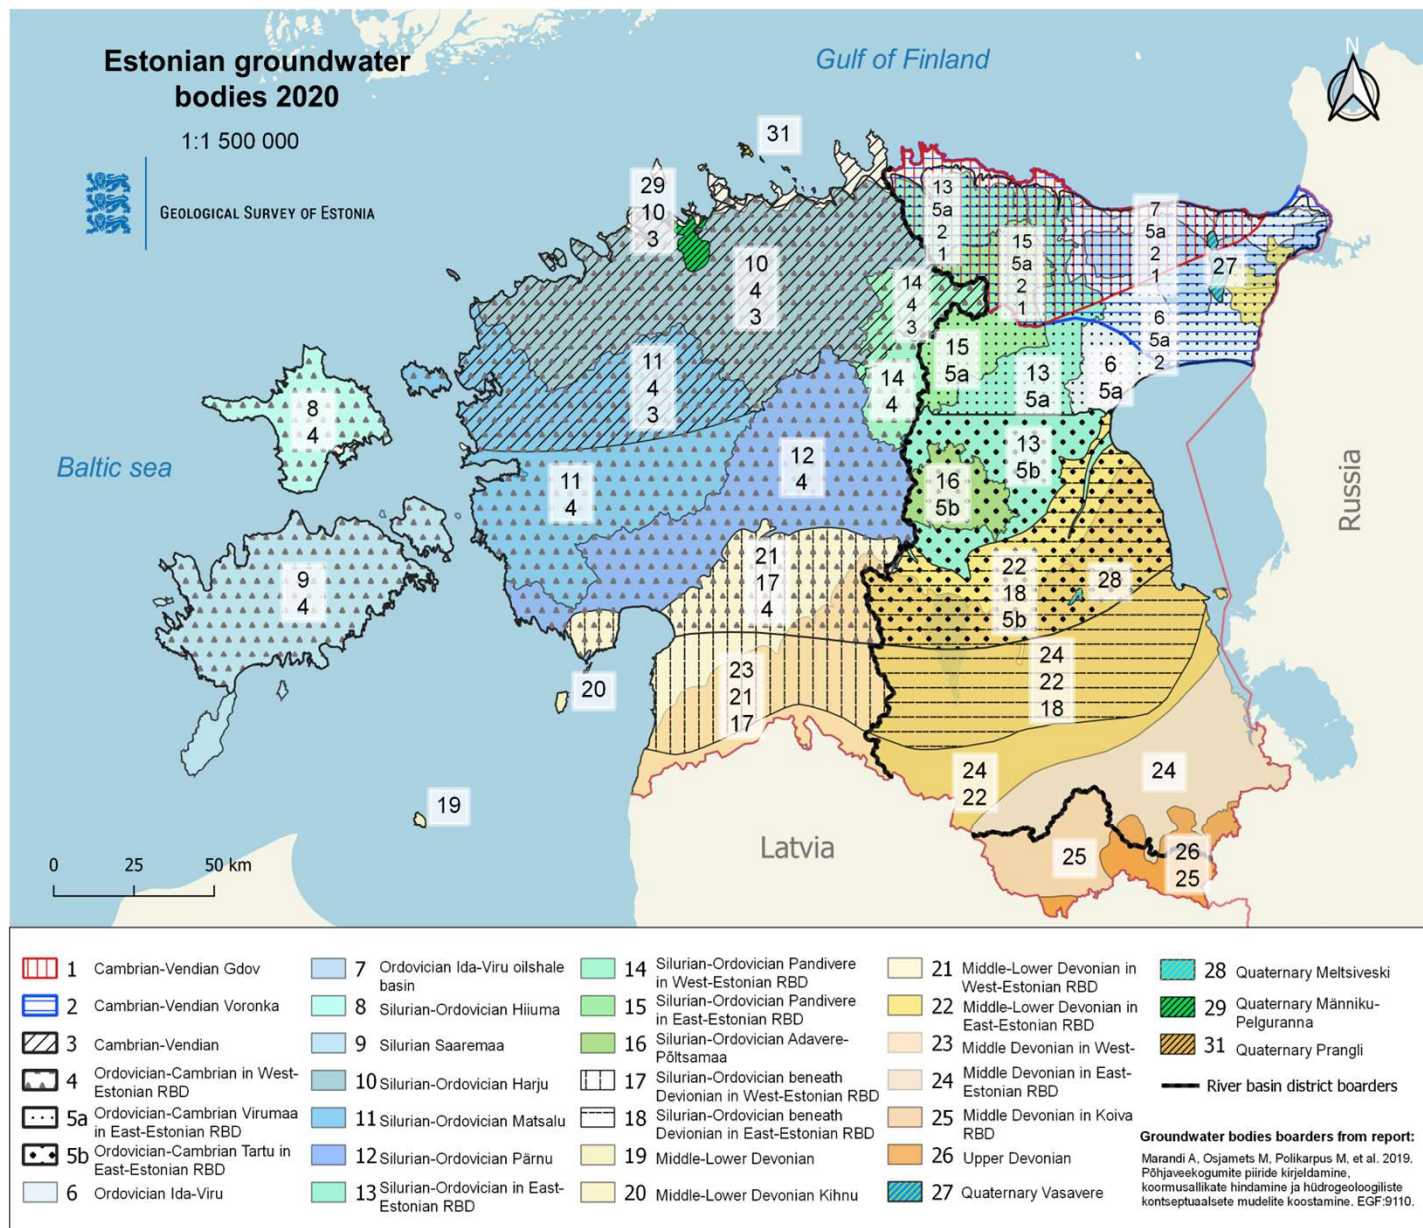 Estonian groundwater
bodies 2020
1:1 500 000
GEOLOGICAL SURVEY OF ESTONIA
Gulf of Finland
N
Baltic sea
Russia
Latvia
31
29
10
3
13
5a
2
1
15
5a
2
1
7
5a
2
1
27
10
4
3
14
4
3
6
5a
2
11
4
3
15
5a
13
5a
6
5a
14
4
8
4
12
4
13
5b
11
4
16
5b
9
4
21
17
4
22
18
5b
28
20
23
21
17
24
22
18
24
22
24
19
25
26
25
0 25 50 km
1 Cambrian-Vendian Gdov
2 Cambrian-Vendian Voronka
3 Cambrian-Vendian
4 Ordovician-Cambrian in West-
Estonian RBD
5a Ordovician-Cambrian Virumaa
in East-Estonian RBD
5b Ordovician-Cambrian Tartu in
East-Estonian RBD
6 Ordovician Ida-Viru
7 Ordovician Ida-Viru oilshale
basin
8 Silurian-Ordovician Hiiuma
9 Silurian Saaremaa
10 Silurian-Ordovician Harju
11 Silurian-Ordovician Matsalu
12 Silurian-Ordovician Pärnu
13 Silurian-Ordovician in East-
Estonian RBD
14 Silurian-Ordovician Pandivere
in West-Estonian RBD
15 Silurian-Ordovician Pandivere
in East-Estonian RBD
16 Silurian-Ordovician Adavere-
Põltsamaa
17 Silurian-Ordovician beneath
Devonian in West-Estonian RBD
18 Silurian-Ordovician beneath
Devionian in East-Estonian RBD
19 Middle-Lower Devonian
20 Middle-Lower Devonian Kihnu
21 Middle-Lower Devonian in
West-Estonian RBD
22 Middle-Lower Devonian in
East-Estonian RBD
23 Middle Devonian in West-
24 Middle Devonian in East-
Estonian RBD
25 Middle Devonian in Koiva
RBD
26 Upper Devonian
27 Quaternary Vasavere
28 Quaternary Meltsiveski
29 Quaternary Männiku-
Pelguranna
31 Quaternary Prangli
River basin district boarders
Groundwater bodies boarders from report:
Marandi A, Osjamets M, Polikarpus M, et al. 2019.
Põhjaveekogumite piiride kirjeldamine,
koormusallikate hindamine ja hüdrogeoloogiliste
kontseptuaalsete mudelite koostamine. EGF:9110.